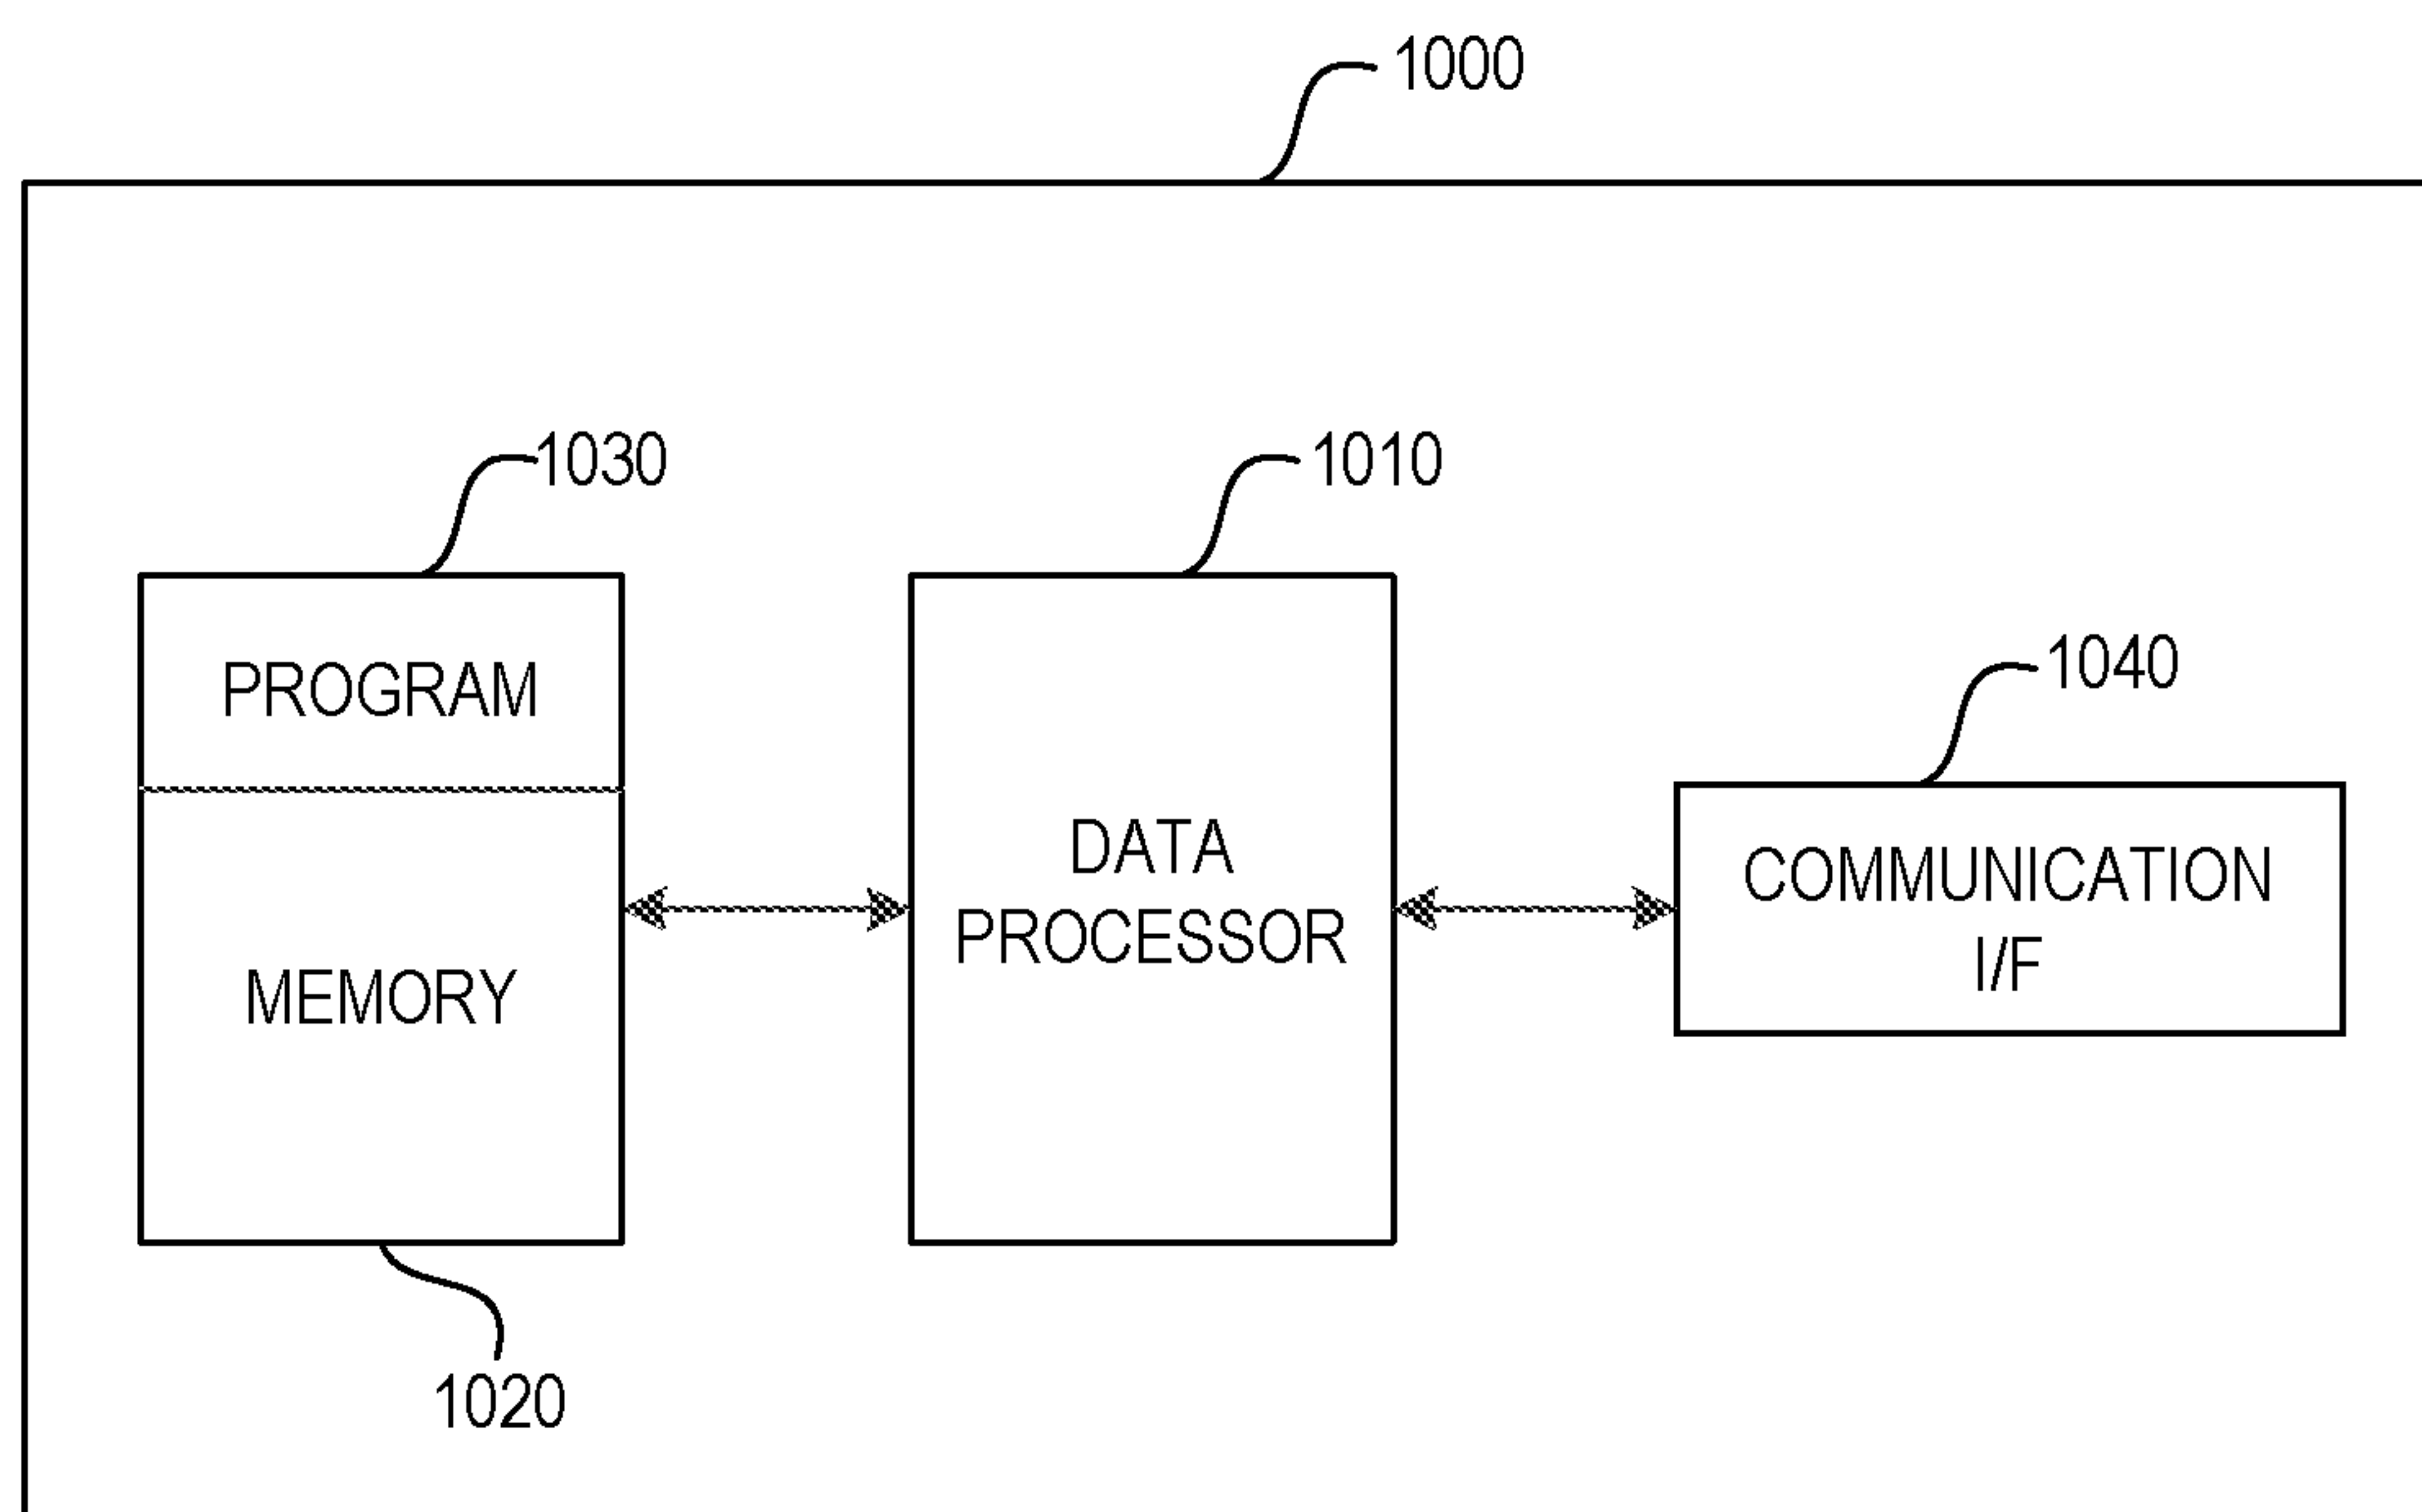 1000
1030
1010
1040
PROGRAM
MEMORY
DATA
PROCESSOR
COMMUNICATION
I/F
1020